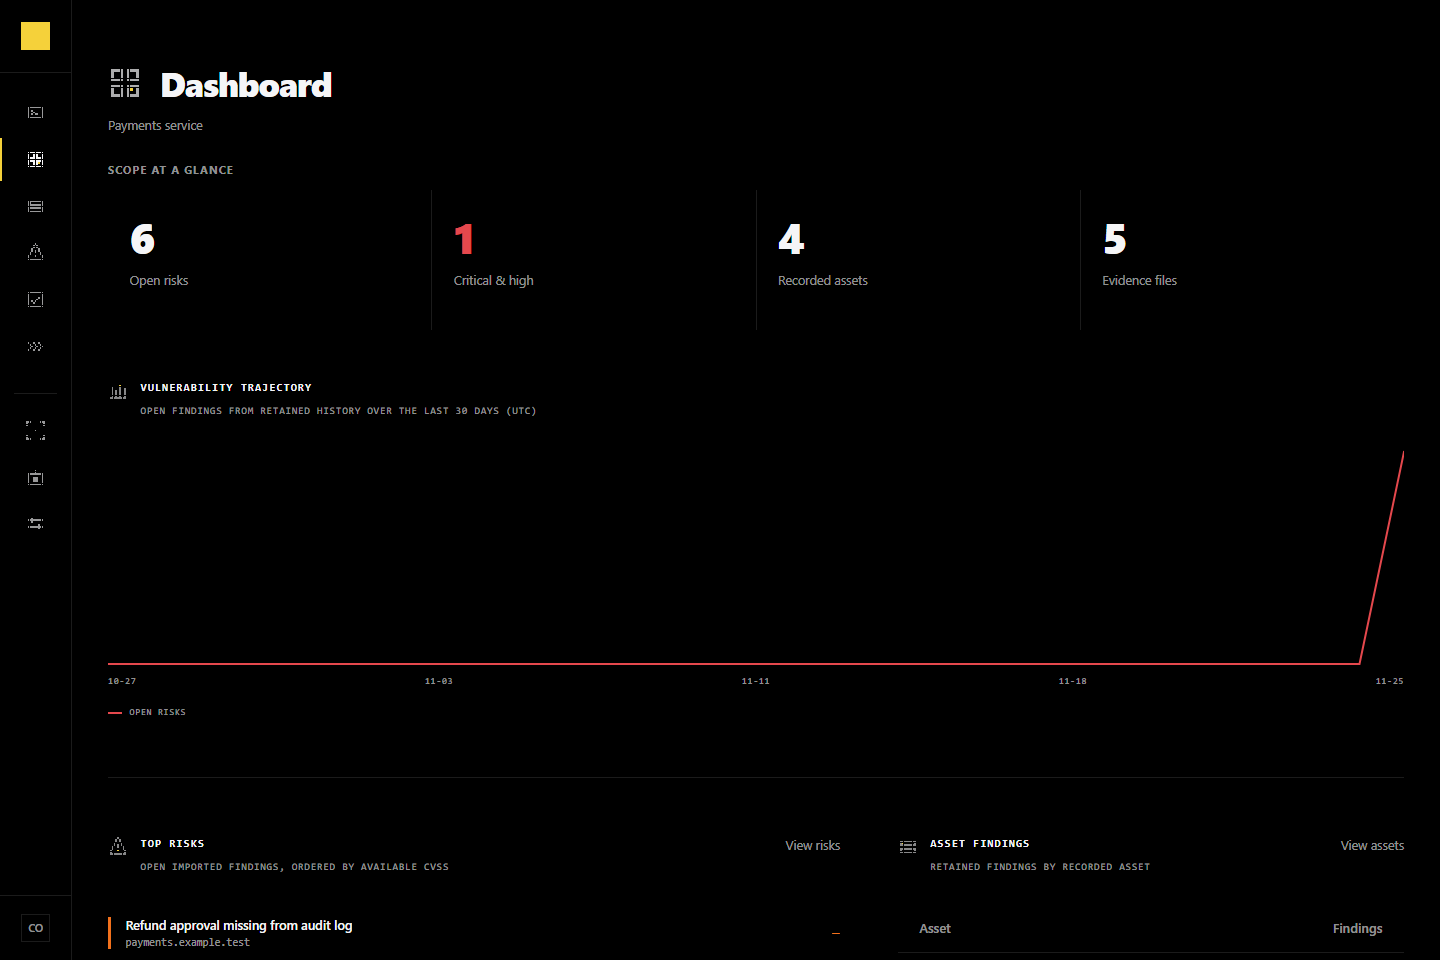 Dashboard
Payments service
SCOPE AT A GLANCE
6
Open risks
1
Critical & high
4
Recorded assets
5
Evidence files
VULNERABILITY TRAJECTORY
OPEN FINDINGS FROM RETAINED HISTORY OVER THE LAST 30 DAYS (UTC)
10-27 11-03 11-11 11-18 11-25
OPEN RISKS
TOP RISKS
View risks
OPEN IMPORTED FINDINGS, ORDERED BY AVAILABLE CVSS
Refund approval missing from audit log
payments.example.test
—
ASSET FINDINGS
View assets
RETAINED FINDINGS BY RECORDED ASSET
Asset Findings
CO